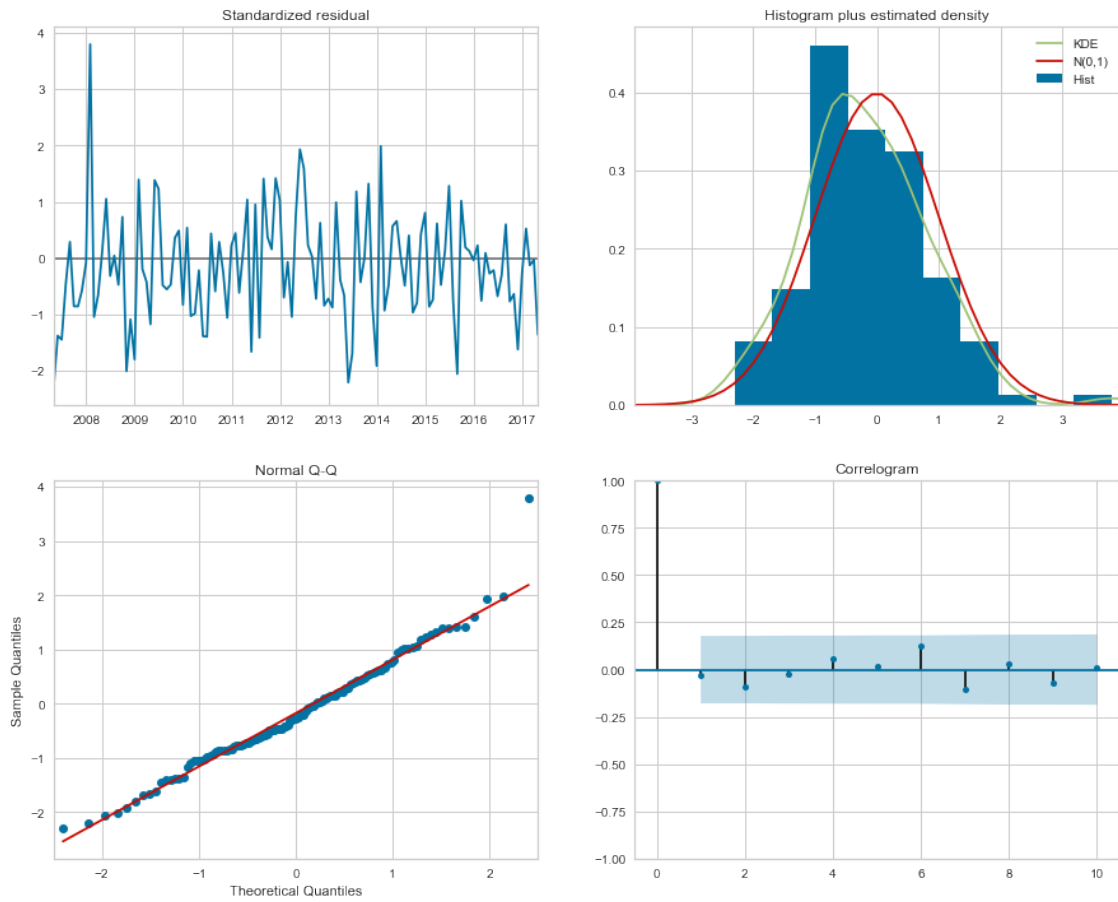 Standardized residual
4
3
2
1
0
−1
−2
2008 2009 2010 2011 2012 2013 2014 2015 2016 2017
Histogram plus estimated density
KDE
N(0,1)
Hist
0.4
0.3
0.2
0.1
0.0
−3 −2 −1 0 1 2 3
Normal Q-Q
4
3
2
1
0
−1
−2
Sample Quantiles
−2 −1 0 1 2
Theoretical Quantiles
Correlogram
1.00
0.75
0.50
0.25
0.00
−0.25
−0.50
−0.75
−1.00
0 2 4 6 8 10